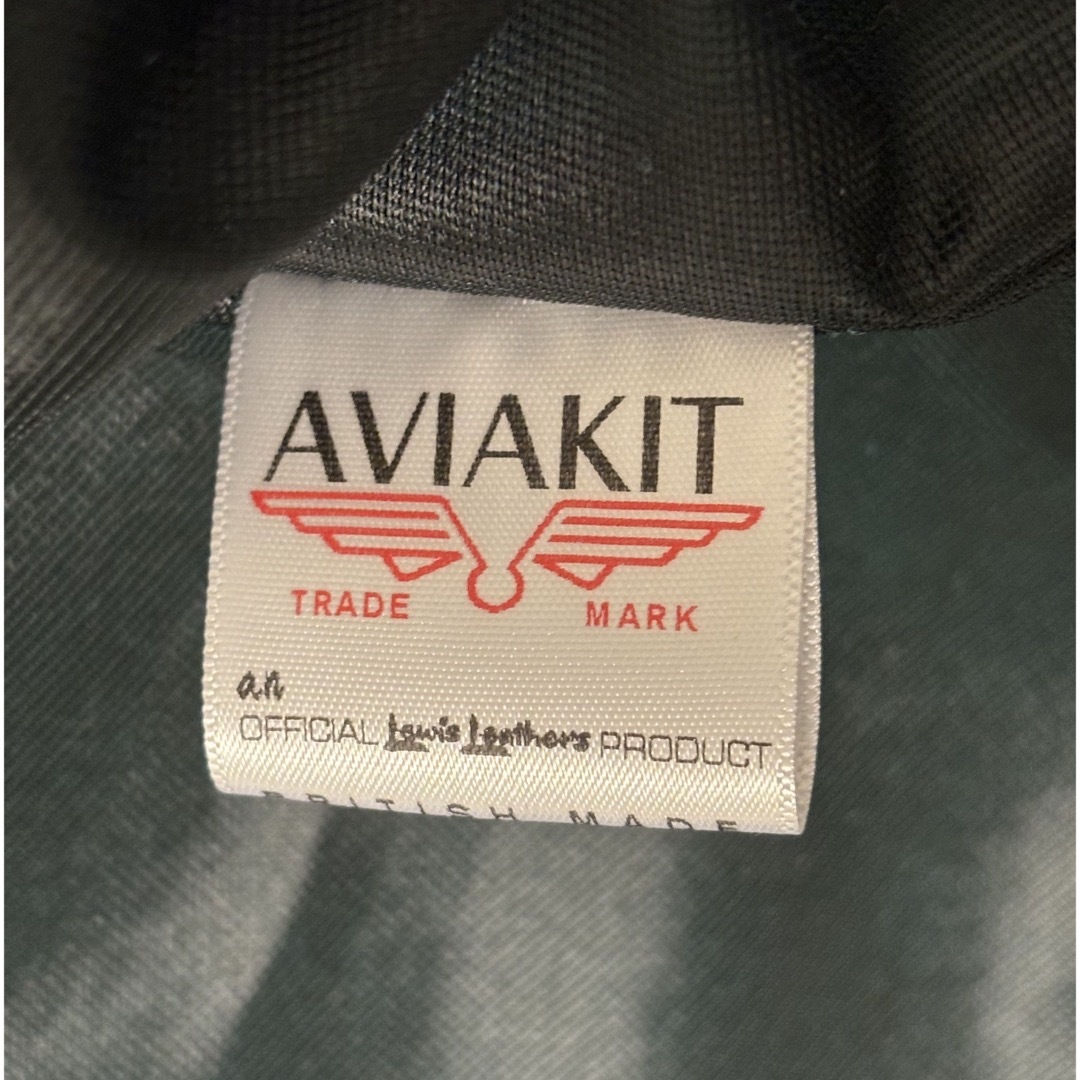 AVIAKIT
TRADE MARK
an
OFFICIAL Lewis Leathers PRODUCT
BRITISH MADE